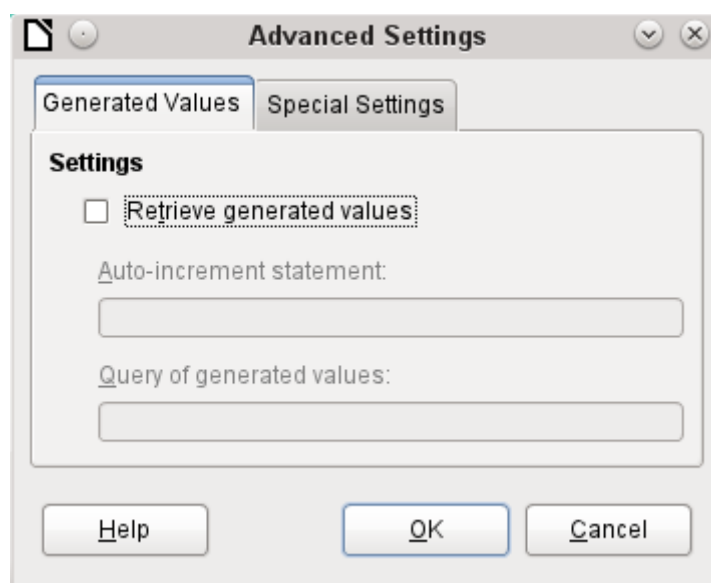 Advanced Settings
Generated Values Special Settings
Settings
Retrieve generated values
Auto-increment statement:
Query of generated values:
Help OK Cancel